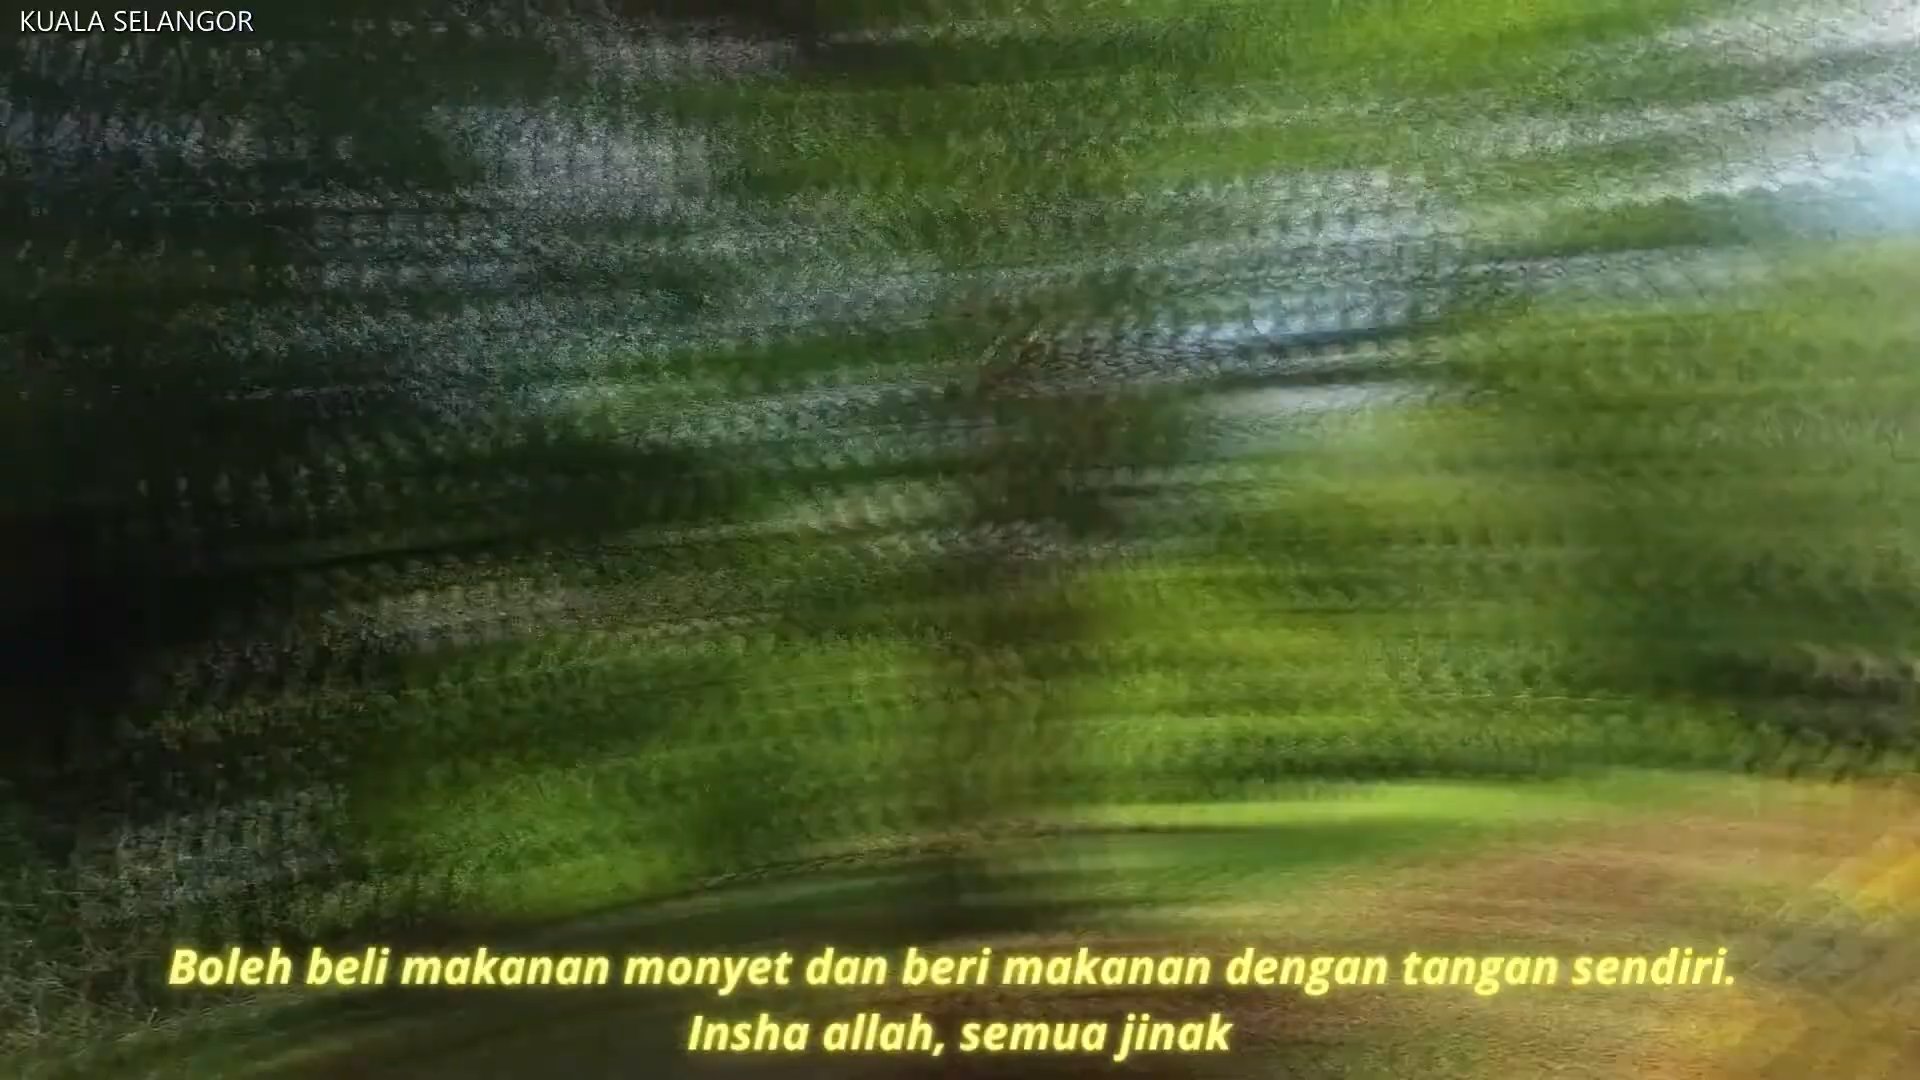 KUALA SELANGOR
Boleh beli makanan monyet dan beri makanan dengan tangan sendiri.
Insha allah, semua jinak